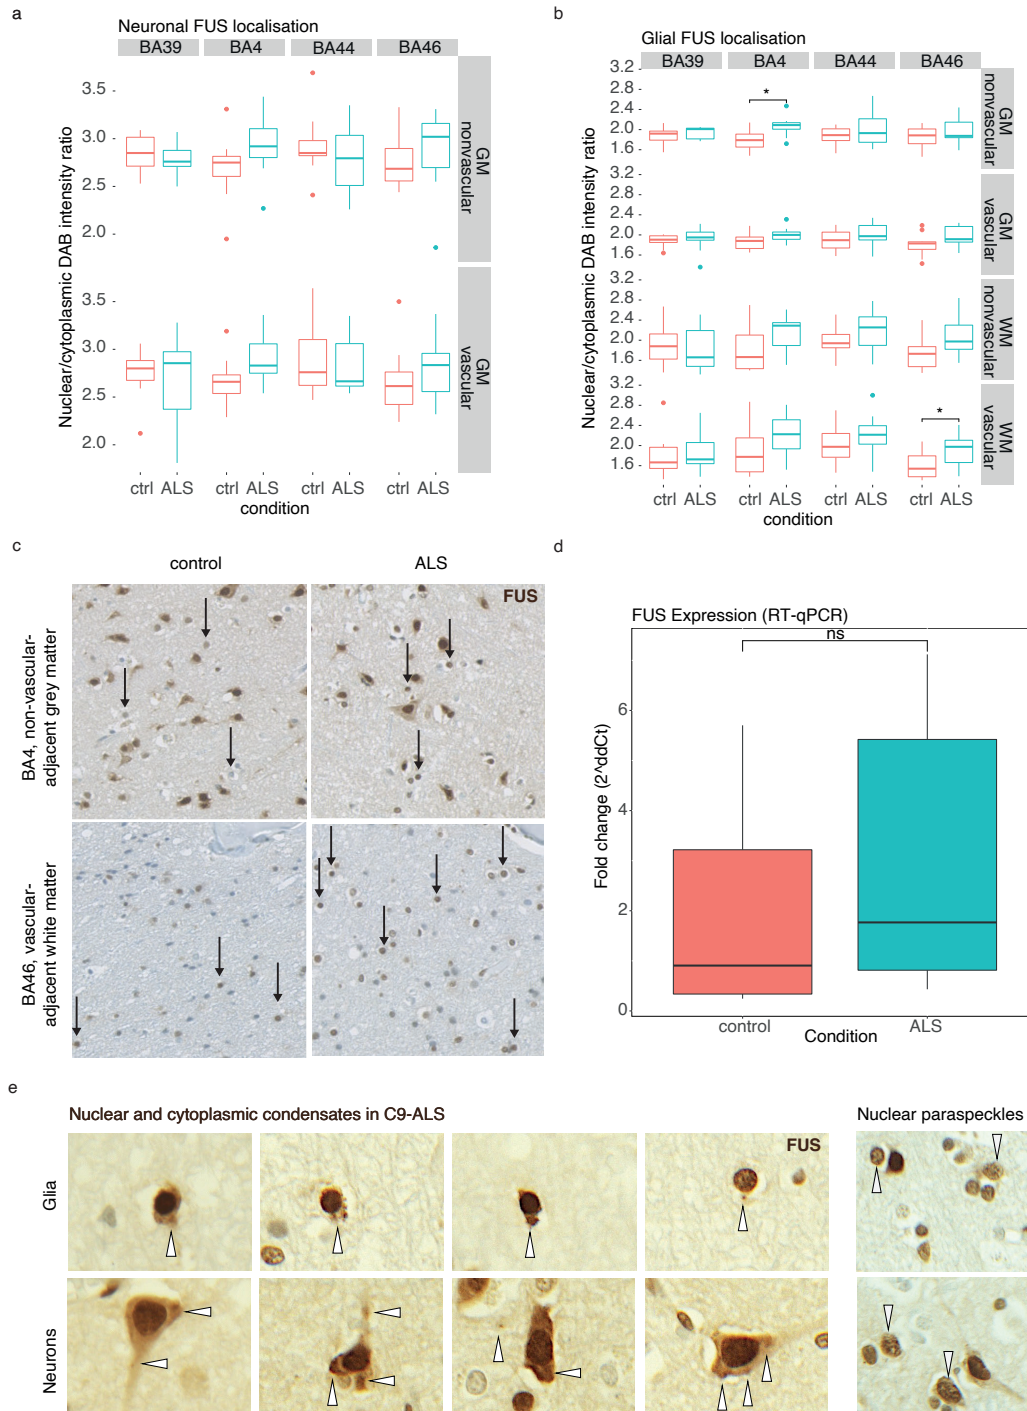 a
Neuronal FUS localisation
BA39 BA4 BA44 BA46
Nuclear/cytoplasmic DAB intensity ratio
3.5
3.0
2.5
2.0
GM
nonvascular
3.5
3.0
2.5
2.0
GM
vascular
ctrl ALS ctrl ALS ctrl ALS ctrl ALS
condition
b
Glial FUS localisation
BA39 BA4 BA44 BA46
Nuclear/cytoplasmic DAB intensity ratio
3.2
2.8
2.4
2.0
1.6
*
GM
nonvascular
3.2
2.8
2.4
2.0
1.6
GM
vascular
3.2
2.8
2.4
2.0
1.6
WM
nonvascular
3.2
2.8
2.4
2.0
1.6
*
WM
vascular
ctrl ALS ctrl ALS ctrl ALS ctrl ALS
condition
c
control ALS
FUS
BA4, non-vascular-
adjacent grey matter
BA46, vascular-
adjacent white matter
d
FUS Expression (RT-qPCR)
ns
Fold change (2^ddCt)
6
4
2
0
control ALS
Condition
e
Nuclear and cytoplasmic condensates in C9-ALS
Nuclear paraspeckles
FUS
Glia
Neurons